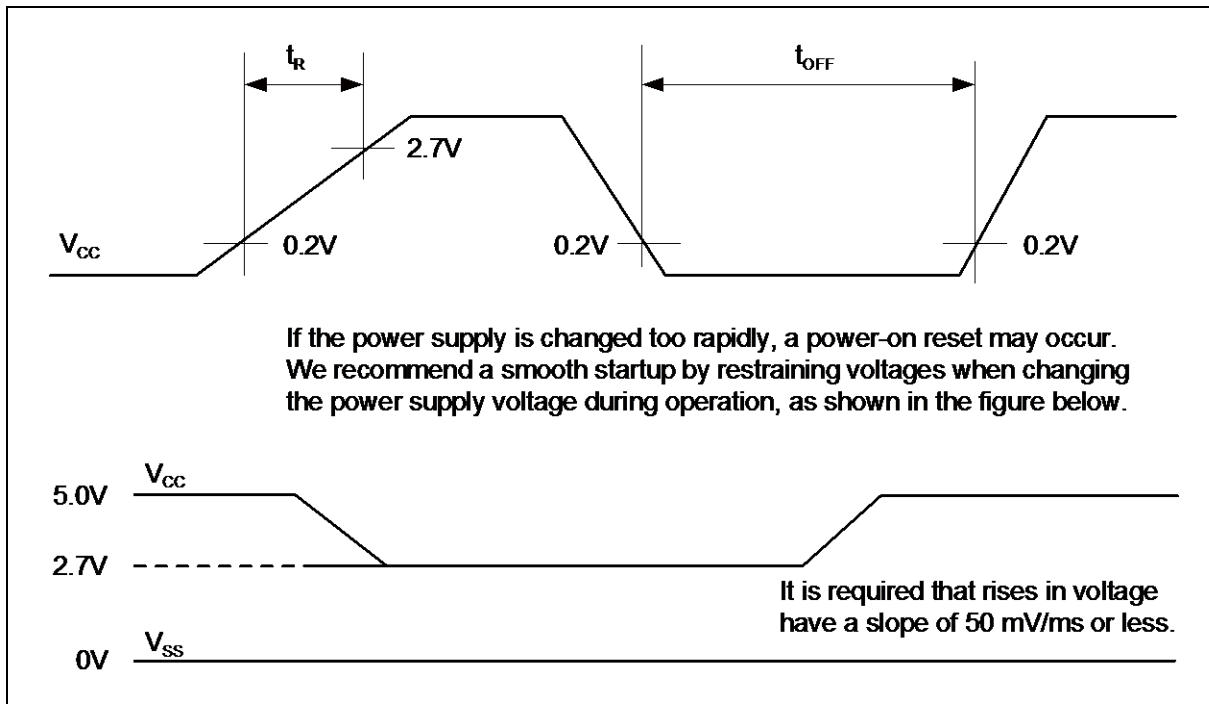 tR
tOFF
2.7V
VCC
0.2V
0.2V
0.2V
If the power supply is changed too rapidly, a power-on reset may occur.
We recommend a smooth startup by restraining voltages when changing
the power supply voltage during operation, as shown in the figure below.
VCC
5.0V
2.7V
It is required that rises in voltage
have a slope of 50 mV/ms or less.
VSS
0V